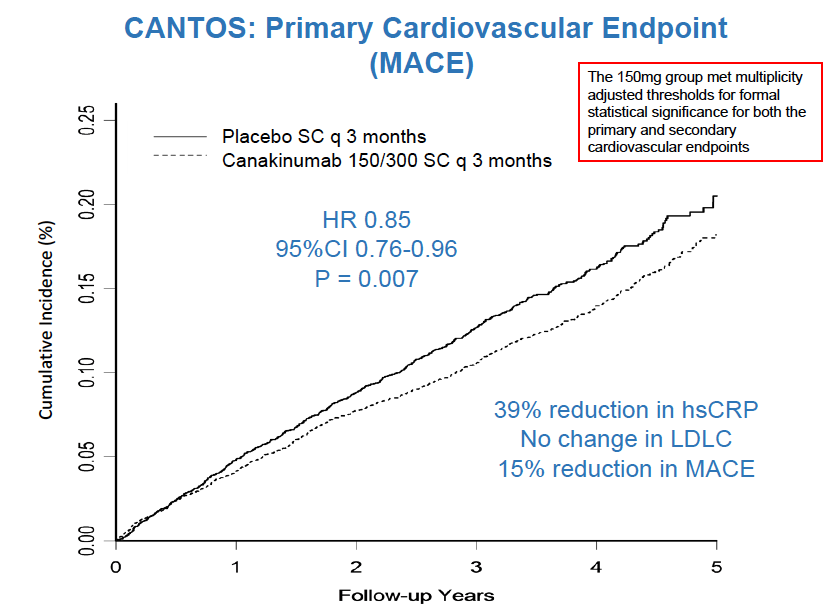 CANTOS: Primary Cardiovascular Endpoint
(MACE)
The 150mg group met multiplicity
adjusted thresholds for formal
statistical significance for both the
primary and secondary
cardiovascular endpoints
Placebo SC q 3 months
Canakinumab 150/300 SC q 3 months
HR 0.85
95%CI 0.76-0.96
P = 0.007
39% reduction in hsCRP
No change in LDLC
15% reduction in MACE
Cumulative Incidence (%)
0.25
0.20
0.15
0.10
0.05
0.00
0 1 2 3 4 5
Follow-up Years